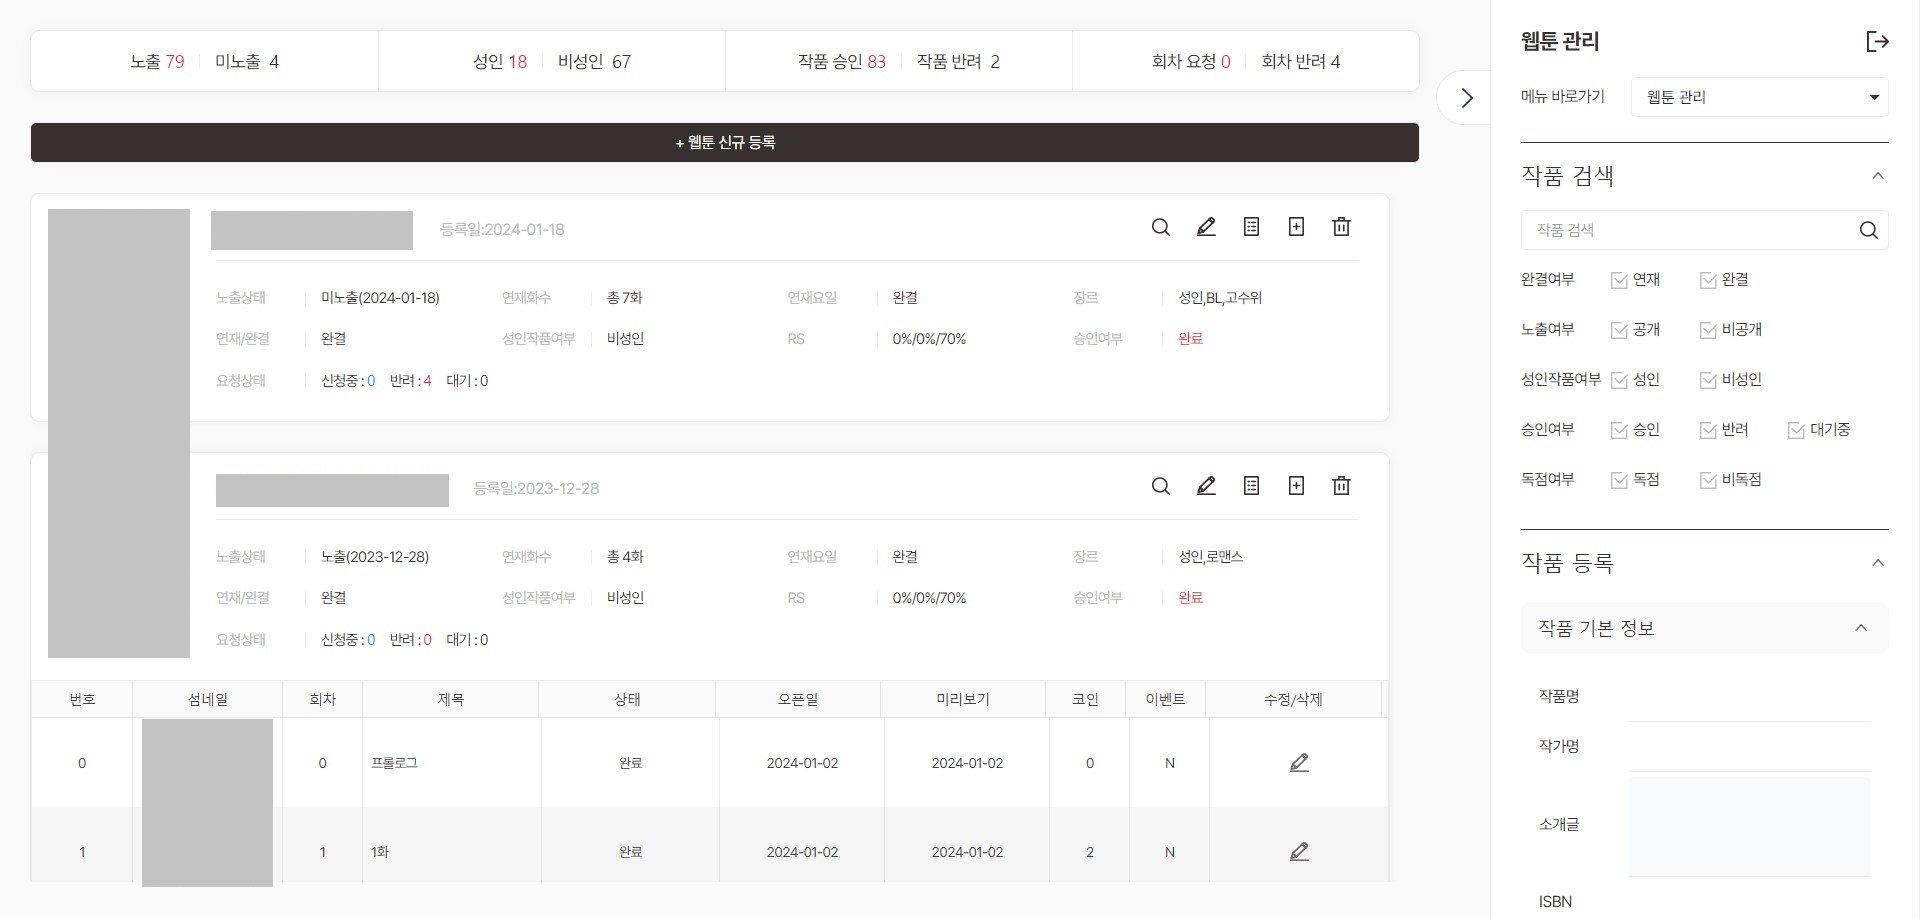 노출 79 미노출 4 성인 18 비성인 67 작품 승인 83 작품 반려 2 회차 요청 0 회차 반려 4
+ 웹툰 신규 등록
등록일:2024-01-18
노출상태 미노출(2024-01-18) 연재화수 총 7화 연재요일 완결 장르 성인,BL,고수위
연재/완결 완결 성인작품여부 비성인 RS 0%/0%/70% 승인여부 완료
요청상태 신청중 : 0 반려 : 4 대기 : 0
등록일:2023-12-28
노출상태 노출(2023-12-28) 연재화수 총 4화 연재요일 완결 장르 성인,로맨스
연재/완결 완결 성인작품여부 비성인 RS 0%/0%/70% 승인여부 완료
요청상태 신청중 : 0 반려 : 0 대기 : 0
번호 섬네일 회차 제목 상태 오픈일 미리보기 코인 이벤트 수정/삭제
0 0 프롤로그 완료 2024-01-02 2024-01-02 0 N
1 1 1화 완료 2024-01-02 2024-01-02 2 N
웹툰 관리
메뉴 바로가기 웹툰 관리
작품 검색
작품 검색
완결여부 연재 완결
노출여부 공개 비공개
성인작품여부 성인 비성인
승인여부 승인 반려 대기중
독점여부 독점 비독점
작품 등록
작품 기본 정보
작품명
작가명
소개글
ISBN